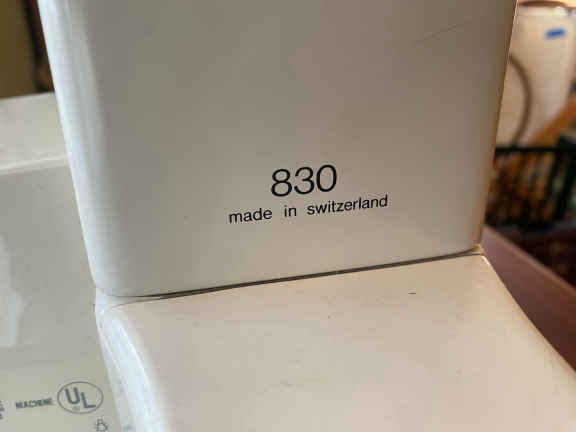 830
made in switzerland
MACHINE
UL